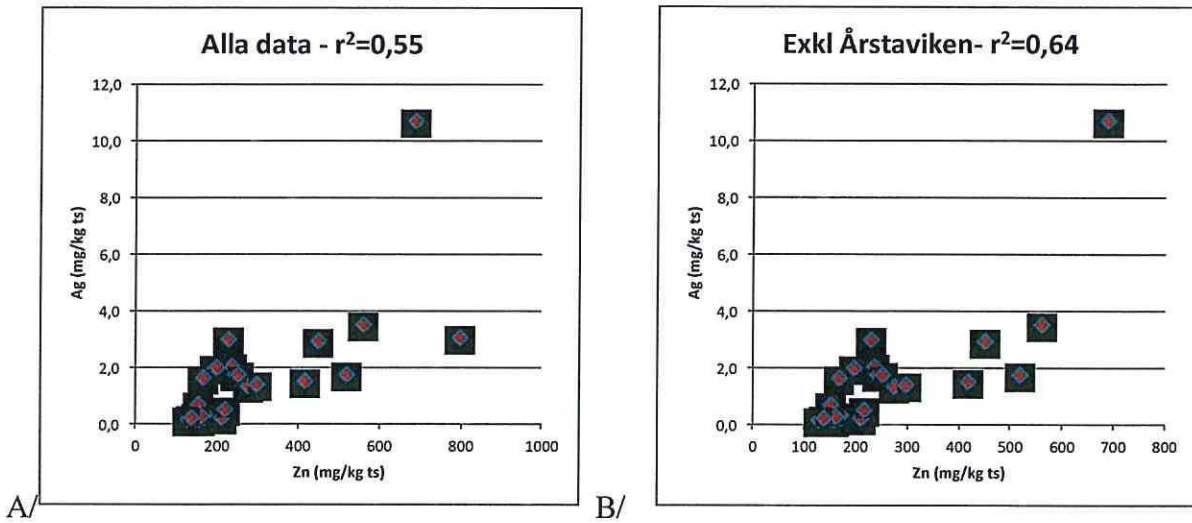 Alla data - r²=0,55
12,0
10,0
8,0
6,0
4,0
2,0
0,0
Ag (mg/kg ts)
0 200 400 600 800 1000
Zn (mg/kg ts)
A/
Exkl Årstaviken- r²=0,64
12,0
10,0
8,0
6,0
4,0
2,0
0,0
Ag (mg/kg ts)
0 100 200 300 400 500 600 700 800
Zn (mg/kg ts)
B/